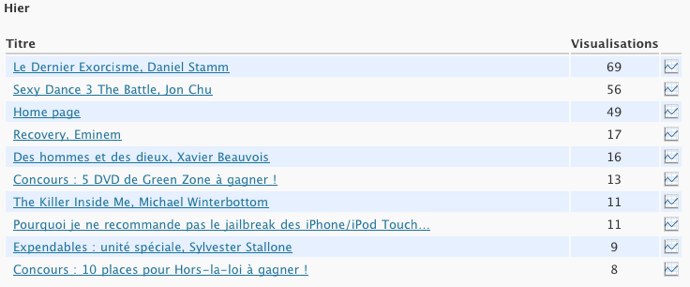 Hier
Titre Visualisations
Le Dernier Exorcisme, Daniel Stamm 69
Sexy Dance 3 The Battle, Jon Chu 56
Home page 49
Recovery, Eminem 17
Des hommes et des dieux, Xavier Beauvois 16
Concours : 5 DVD de Green Zone à gagner ! 13
The Killer Inside Me, Michael Winterbottom 11
Pourquoi je ne recommande pas le jailbreak des iPhone/iPod Touch… 11
Expendables : unité spéciale, Sylvester Stallone 9
Concours : 10 places pour Hors-la-loi à gagner ! 8